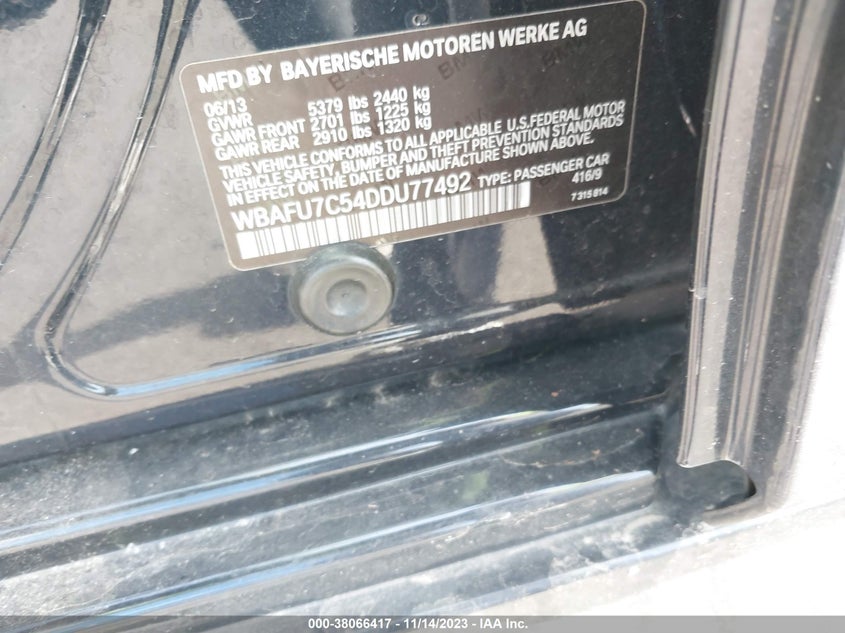 MFD BY BAYERISCHE MOTOREN WERKE AG
06/13
GVWR 5379 lbs 2440 kg
GAWR FRONT 2701 lbs 1225 kg
GAWR REAR 2910 lbs 1320 kg
THIS VEHICLE CONFORMS TO ALL APPLICABLE U.S.FEDERAL MOTOR
VEHICLE SAFETY, BUMPER AND THEFT PREVENTION STANDARDS
IN EFFECT ON THE DATE OF MANUFACTURE SHOWN ABOVE.
WBAFU7C54DDU77492 TYPE: PASSENGER CAR
416/9
7 315 814
000-38066417 - 11/14/2023 - IAA Inc.